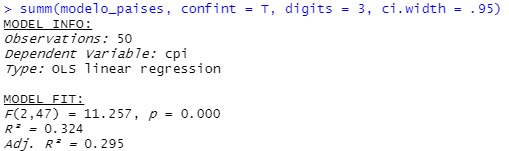 > summ(modelo_paises, confint = T, digits = 3, ci.width = .95)
MODEL INFO:
Observations: 50
Dependent Variable: cpi
Type: OLS linear regression
MODEL FIT:
F(2,47) = 11.257, p = 0.000
R² = 0.324
Adj. R² = 0.295